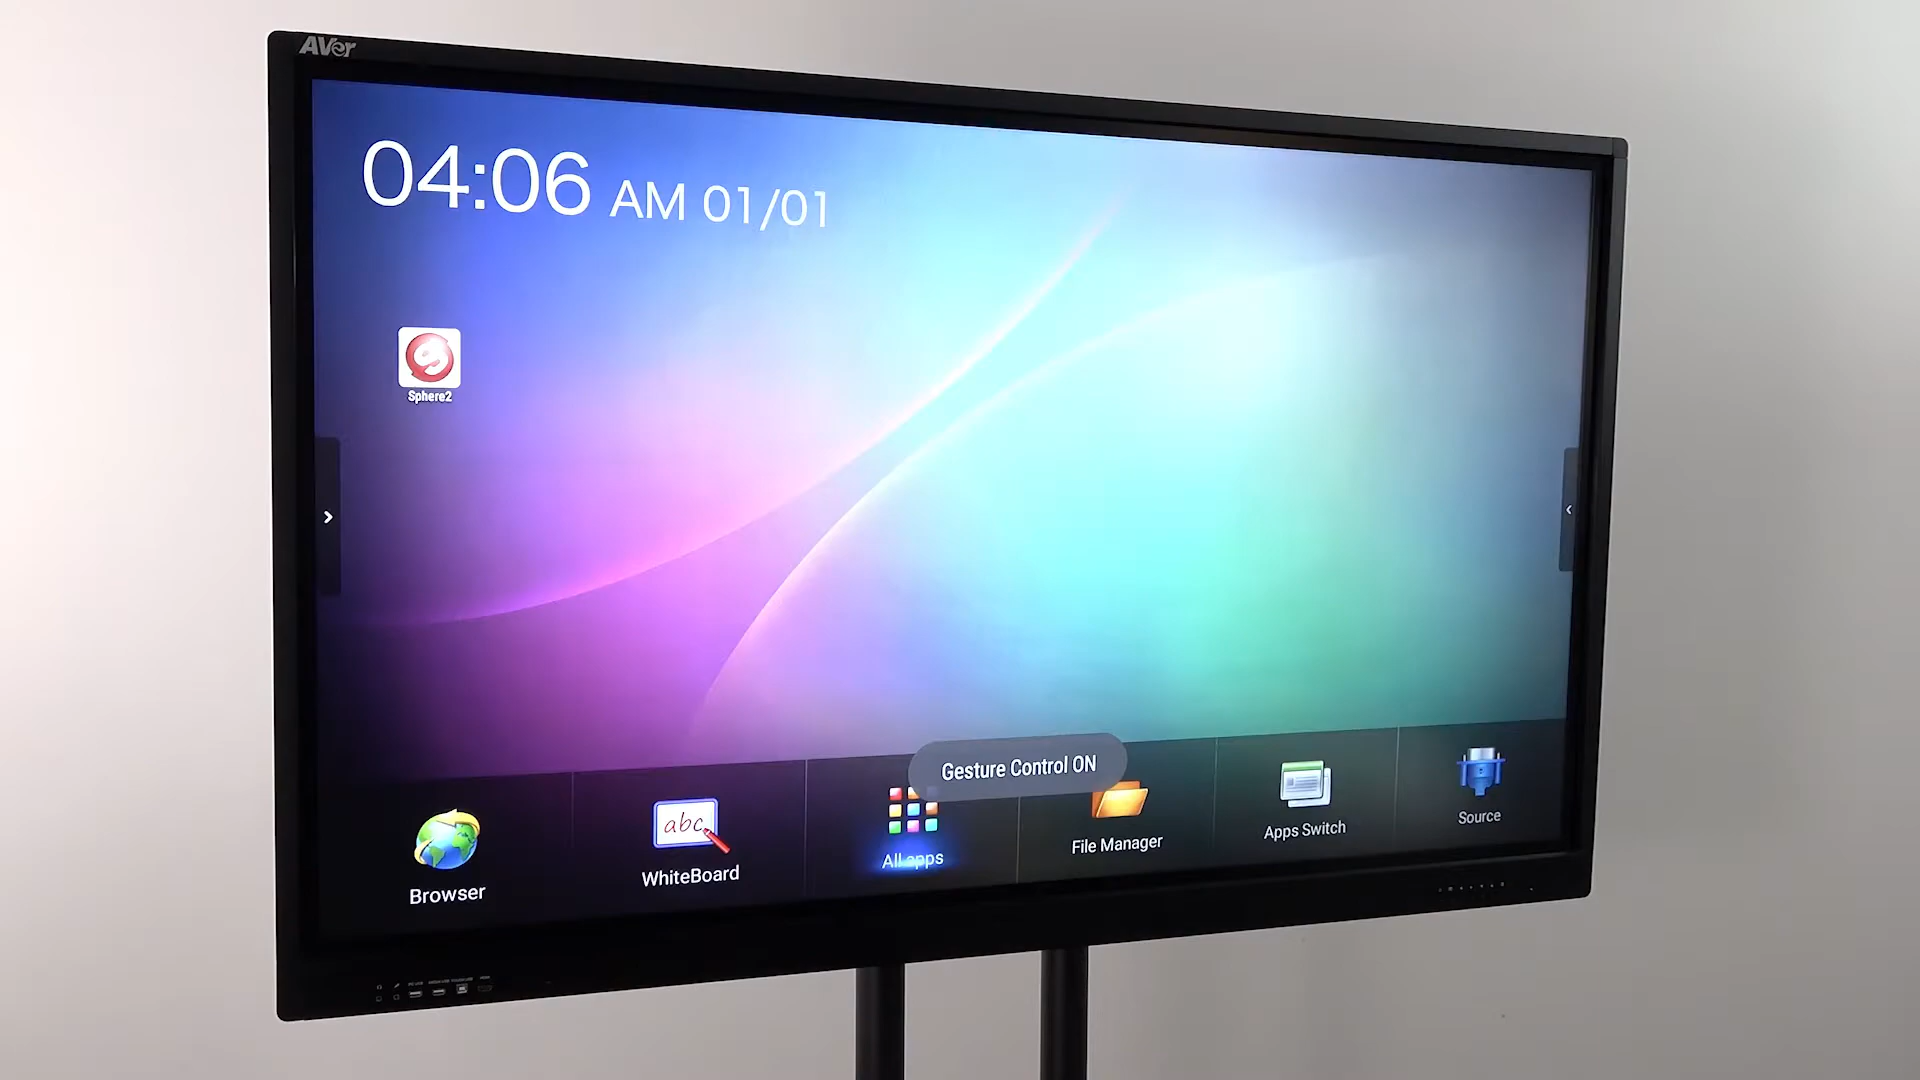 AVer
04:06 AM 01/01
Sphere2
Gesture Control ON
Browser
abc
WhiteBoard
All apps
File Manager
Apps Switch
Source